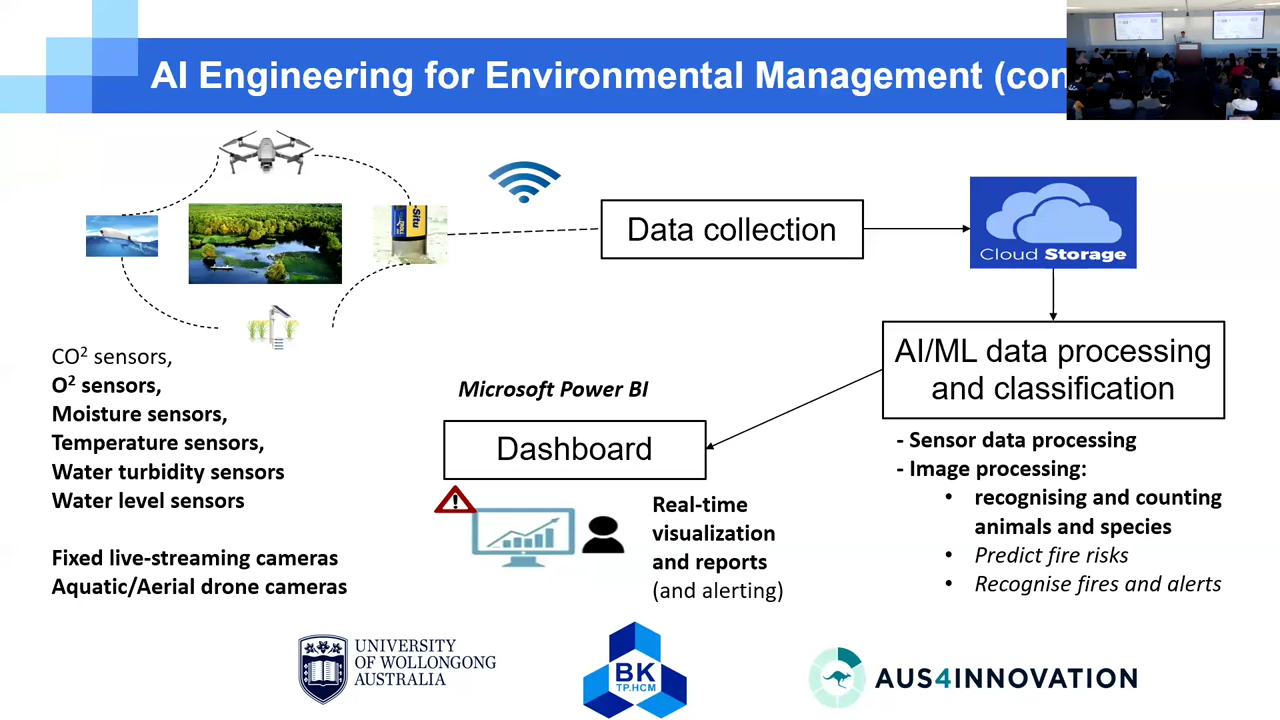 AI Engineering for Environmental Management (con
Situ
Data collection
Cloud Storage
AI/ML data processing
and classification
CO² sensors,
O² sensors,
Moisture sensors,
Temperature sensors,
Water turbidity sensors
Water level sensors
Fixed live-streaming cameras
Aquatic/Aerial drone cameras
Microsoft Power BI
Dashboard
!
Real-time
visualization
and reports
(and alerting)
- Sensor data processing
- Image processing:
• recognising and counting
animals and species
• Predict fire risks
• Recognise fires and alerts
UNIVERSITY
OF WOLLONGONG
AUSTRALIA
BK
TP.HCM
AUS4INNOVATION